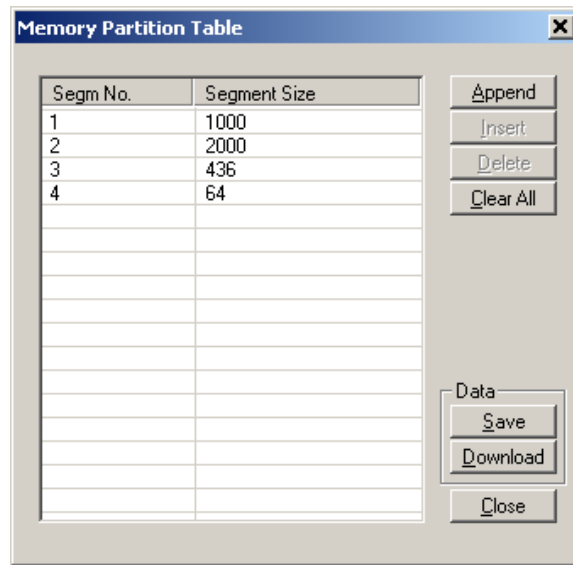 Memory Partition Table
Segm No. Segment Size
1 1000
2 2000
3 436
4 64
Append
Insert
Delete
Clear All
Data
Save
Download
Close